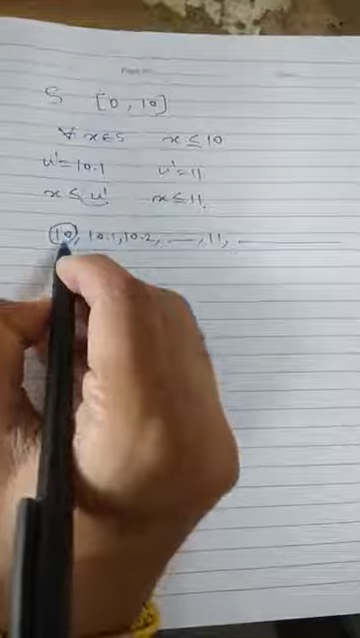 S [0, 10]
∀ x ∈ S x ≤ 10
u' = 10.1 u' = 11
x ≤ u' x ≤ 11.
10, 10.1, 10.2, —, 11, —